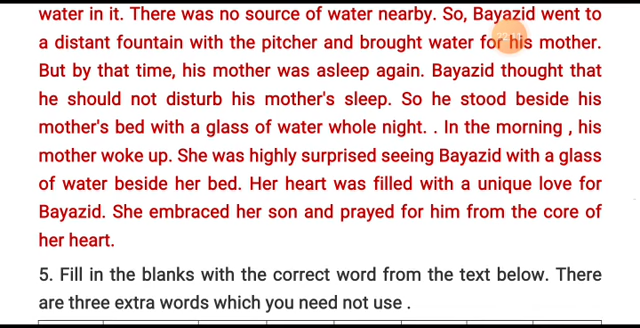 water in it. There was no source of water nearby. So, Bayazid went to
a distant fountain with the pitcher and brought water for his mother.
But by that time, his mother was asleep again. Bayazid thought that
he should not disturb his mother's sleep. So he stood beside his
mother's bed with a glass of water whole night. . In the morning , his
mother woke up. She was highly surprised seeing Bayazid with a glass
of water beside her bed. Her heart was filled with a unique love for
Bayazid. She embraced her son and prayed for him from the core of
her heart.
5. Fill in the blanks with the correct word from the text below. There
are three extra words which you need not use .